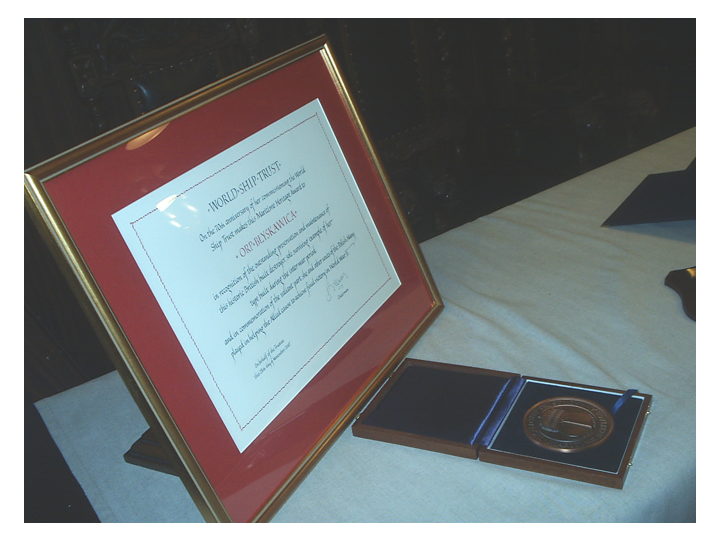 ·WORLD·SHIP·TRUST·
On the 70th anniversary of her commissioning the World
Ship Trust makes this Maritime Heritage Award to
·ORP·BŁYSKAWICA·
in recognition of the outstanding preservation and maintenance of
this historic British built destroyer, sole surviving example of her
type built during the inter-war period
and in commemoration of the valiant part she and other units of the Polish Navy
played in helping the Allied cause to achieve final victory in World War II
Chairman
On behalf of the Trustees